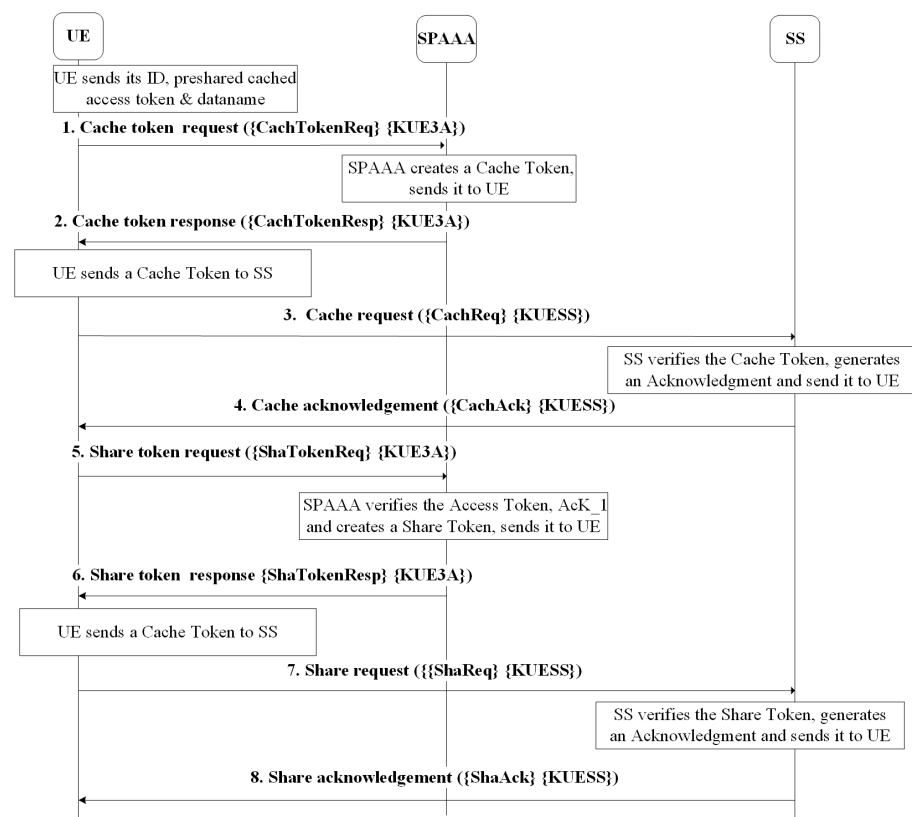 UE
SPAAA
SS
UE sends its ID, preshared cached
access token & dataname
1. Cache token request ({CachTokenReq} {KUE3A})
SPAAA creates a Cache Token,
sends it to UE
2. Cache token response ({CachTokenResp} {KUE3A})
UE sends a Cache Token to SS
3. Cache request ({CachReq} {KUESS})
SS verifies the Cache Token, generates
an Acknowledgment and send it to UE
4. Cache acknowledgement ({CachAck} {KUESS})
5. Share token request ({ShaTokenReq} {KUE3A})
SPAAA verifies the Access Token, AcK_1
and creates a Share Token, sends it to UE
6. Share token response {ShaTokenResp} {KUE3A})
UE sends a Cache Token to SS
7. Share request ({{ShaReq} {KUESS})
SS verifies the Share Token, generates
an Acknowledgment and sends it to UE
8. Share acknowledgement ({ShaAck} {KUESS})